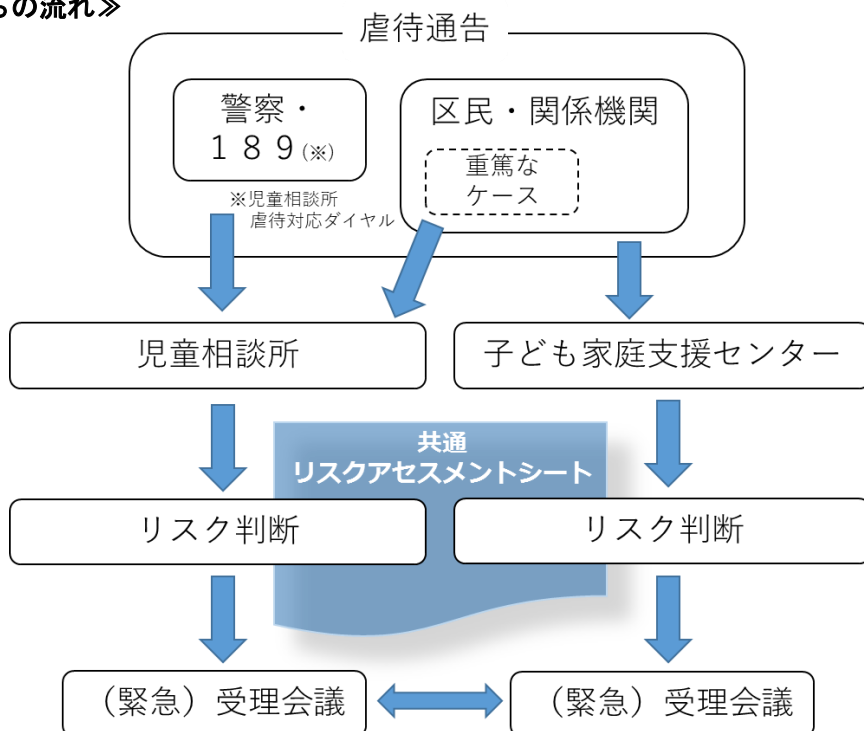 の流れ≫
虐待通告
警察・
１８９(※)
区民・関係機関
重篤な
ケース
※児童相談所
虐待対応ダイヤル
児童相談所
子ども家庭支援センター
共通
リスクアセスメントシート
リスク判断
リスク判断
（緊急）受理会議
（緊急）受理会議